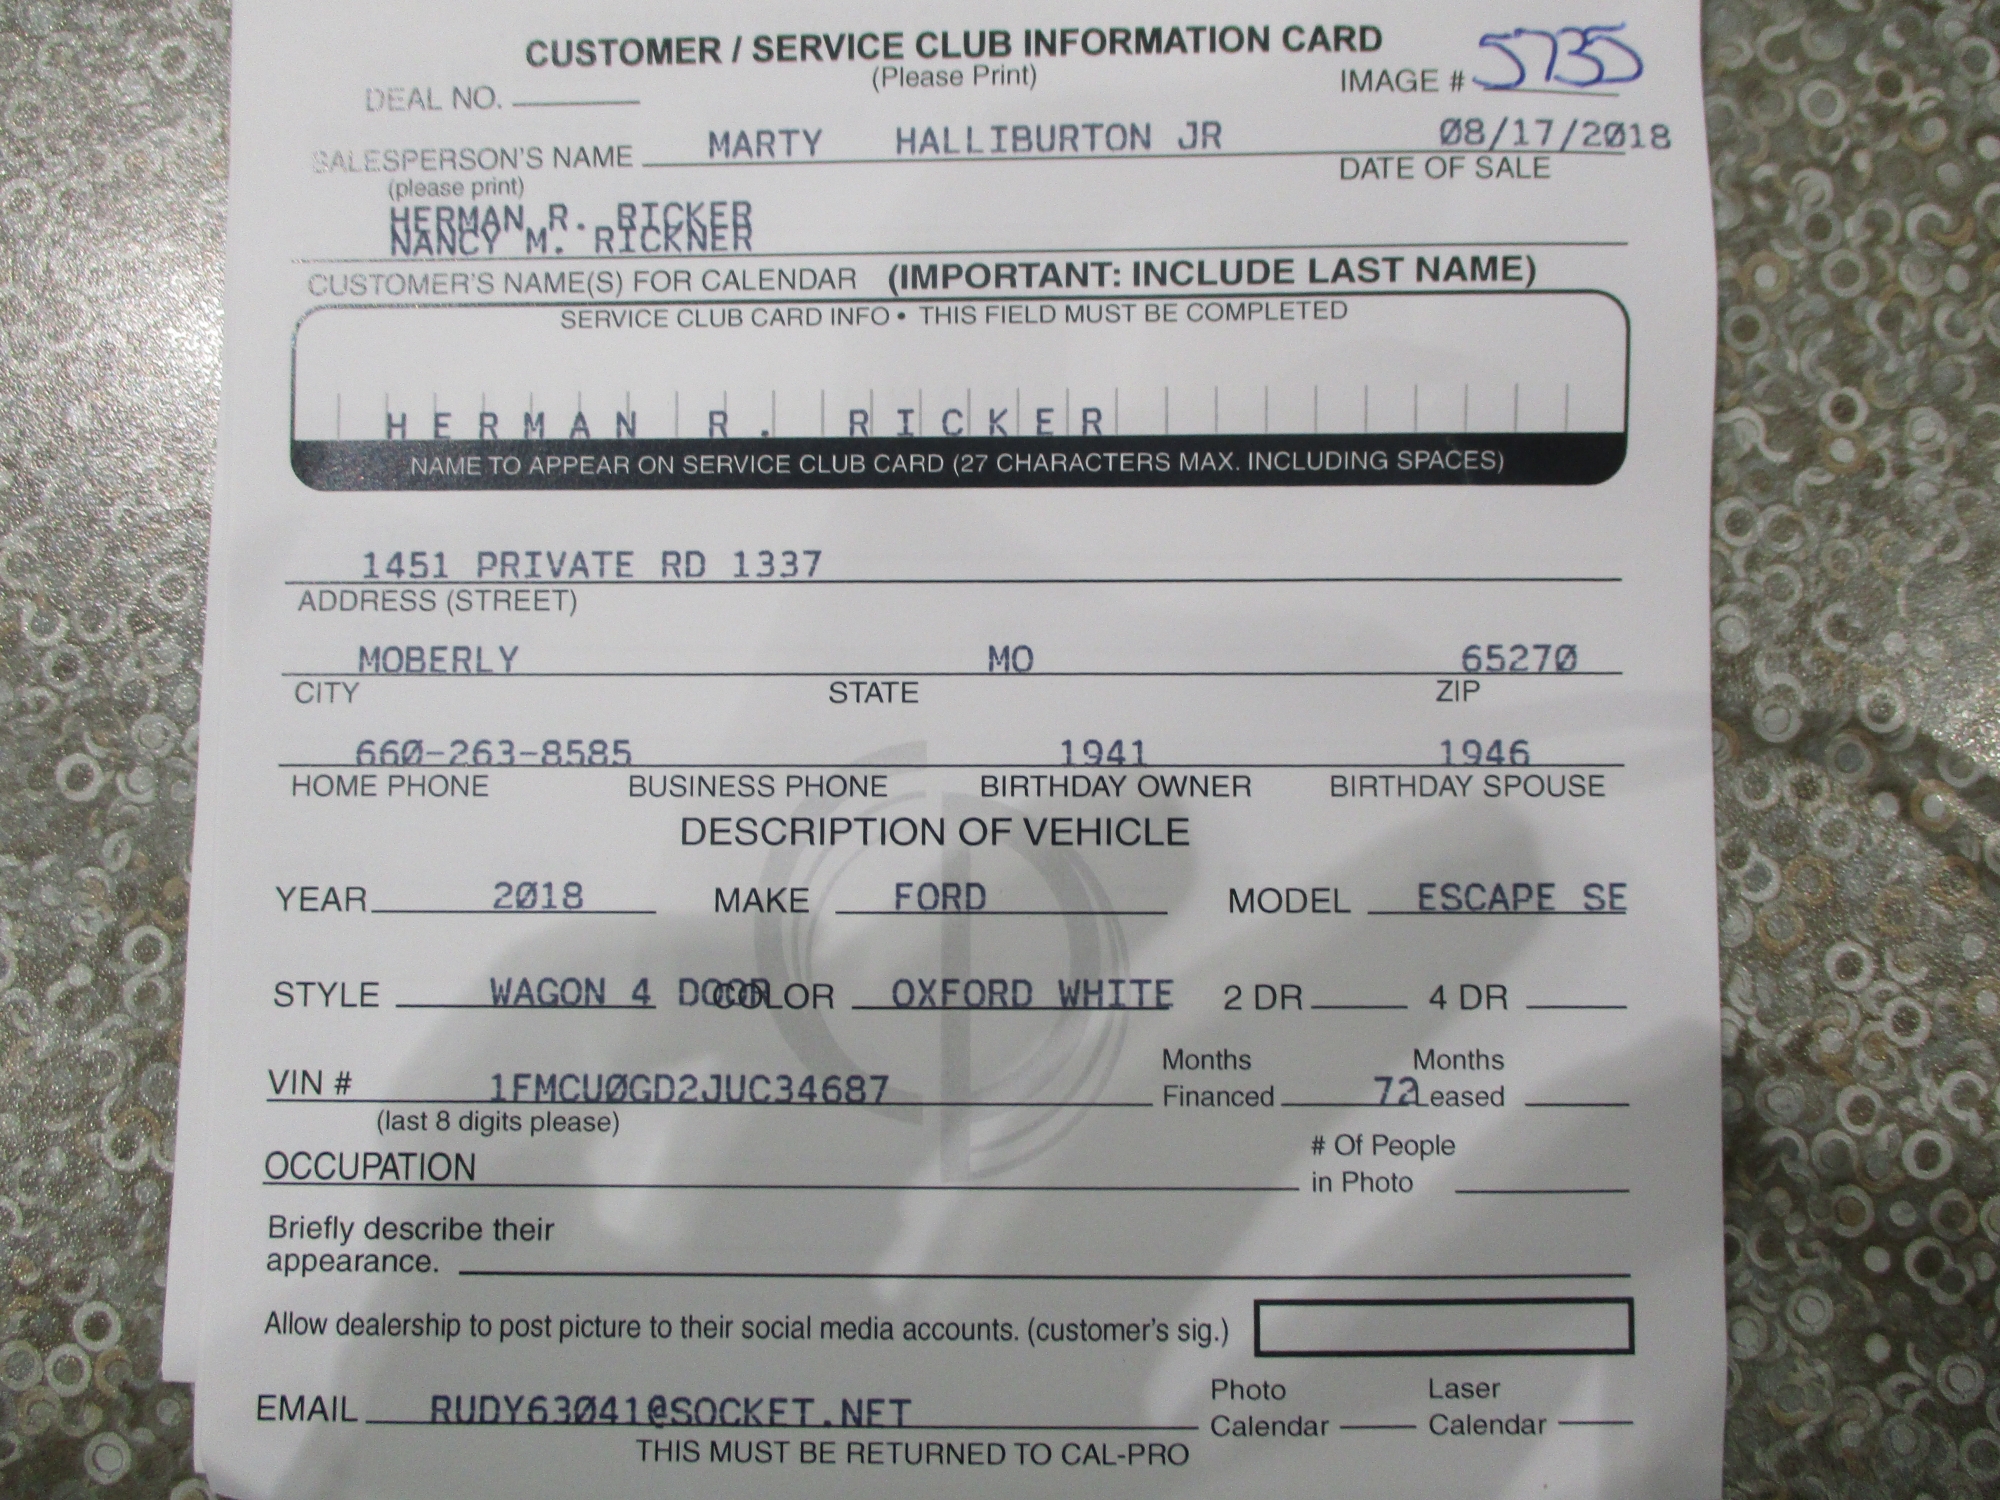 CUSTOMER / SERVICE CLUB INFORMATION CARD
(Please Print)
IMAGE # 5735
DEAL NO.
SALESPERSON'S NAME MARTY HALLIBURTON JR 08/17/2018
(please print) DATE OF SALE
HERMAN R. RICKER
NANCY M. RICKNER
CUSTOMER'S NAME(S) FOR CALENDAR (IMPORTANT: INCLUDE LAST NAME)
SERVICE CLUB CARD INFO • THIS FIELD MUST BE COMPLETED
HERMAN R. RICKER
NAME TO APPEAR ON SERVICE CLUB CARD (27 CHARACTERS MAX. INCLUDING SPACES)
1451 PRIVATE RD 1337
ADDRESS (STREET)
MOBERLY MO 65270
CITY STATE ZIP
660-263-8585 1941 1946
HOME PHONE BUSINESS PHONE BIRTHDAY OWNER BIRTHDAY SPOUSE
DESCRIPTION OF VEHICLE
YEAR 2018 MAKE FORD MODEL ESCAPE SE
STYLE WAGON 4 DOOR COLOR OXFORD WHITE 2 DR 4 DR
VIN # 1FMCU0GD2JUC34687 Months Financed 72 Months Leased
(last 8 digits please)
OCCUPATION # Of People in Photo
Briefly describe their
appearance.
Allow dealership to post picture to their social media accounts. (customer's sig.)
EMAIL RUDY63041@SOCKET.NET Photo Calendar Laser Calendar
THIS MUST BE RETURNED TO CAL-PRO